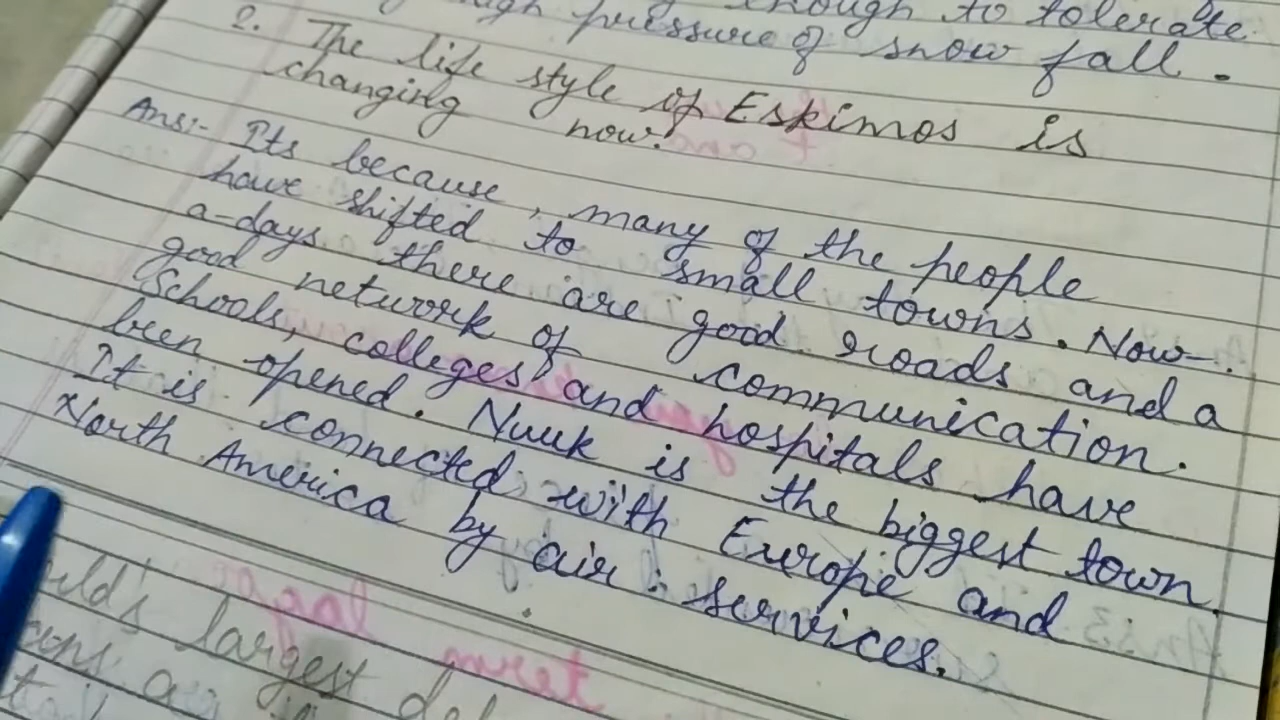 enough to tolerate
high pressure of snow fall.
2. The life style of Eskimos is
changing now.
Ans:- Its because, many of the people
have shifted to small towns. Now-
a-days there are good roads and a
good network of communication.
Schools, colleges and hospitals have
been opened. Nuuk is the biggest town.
It is connected with Europe and
North America by air services.
largest